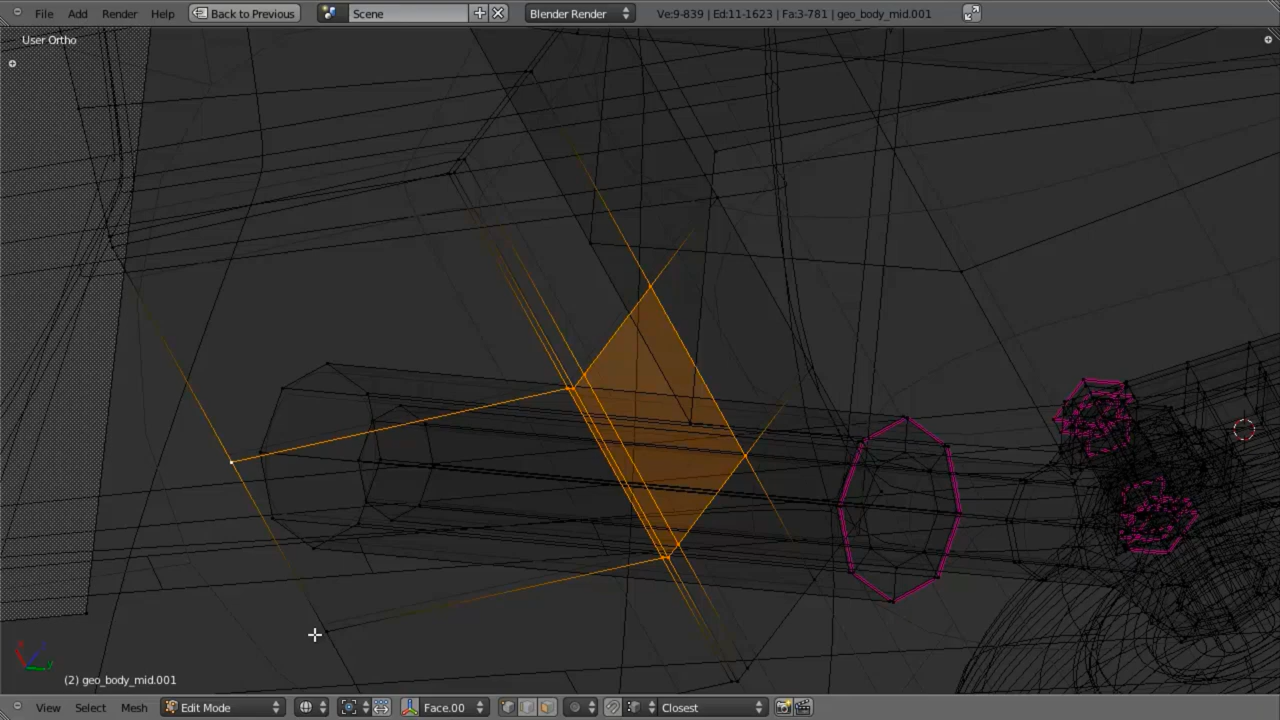 File Add Render Help Back to Previous Scene Blender Render Ve:9-839 | Ed:11-1623 | Fa:3-781 | geo_body_mid.001
User Ortho
(2) geo_body_mid.001
View Select Mesh Edit Mode Face.00 Closest